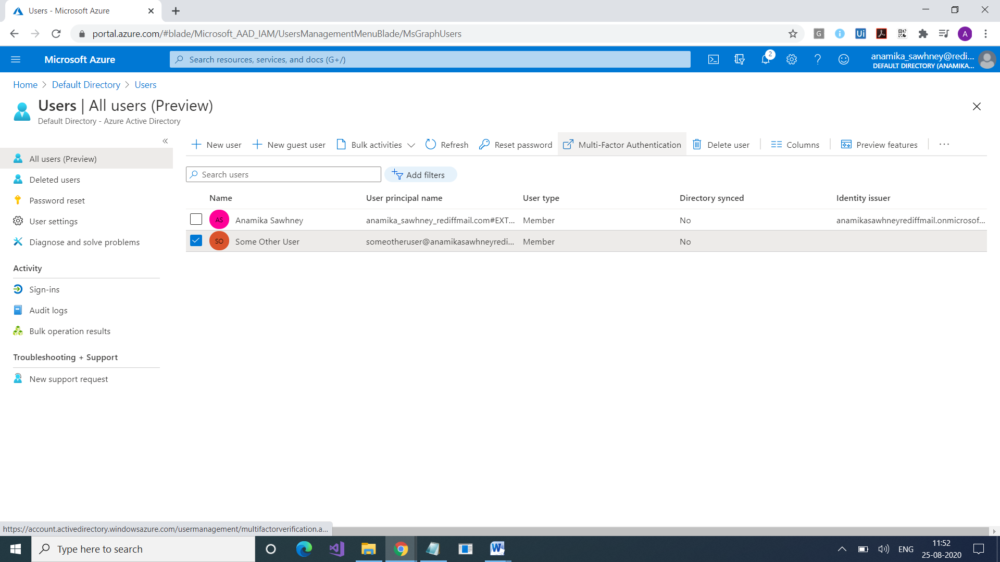 Users - Microsoft Azure
portal.azure.com/#blade/Microsoft_AAD_IAM/UsersManagementMenuBlade/MsGraphUsers
G
i
Ui
A
Microsoft Azure
Search resources, services, and docs (G+/)
2
anamika_sawhney@redi...
DEFAULT DIRECTORY (ANAMIKA...
Home > Default Directory > Users
Users | All users (Preview)
Default Directory - Azure Active Directory
All users (Preview)
Deleted users
Password reset
User settings
Diagnose and solve problems
Activity
Sign-ins
Audit logs
Bulk operation results
Troubleshooting + Support
New support request
New user
New guest user
Bulk activities
Refresh
Reset password
Multi-Factor Authentication
Delete user
Columns
Preview features
...
Search users
Add filters
Name User principal name User type Directory synced Identity issuer
AS Anamika Sawhney anamika_sawhney_rediffmail.com#EXT... Member No anamikasawhneyrediffmail.onmicrosof...
SO Some Other User someotheruser@anamikasawhneyredi... Member No
https://account.activedirectory.windowsazure.com/usermanagement/multifactorverification.a...
Type here to search
ENG
11:52
25-08-2020